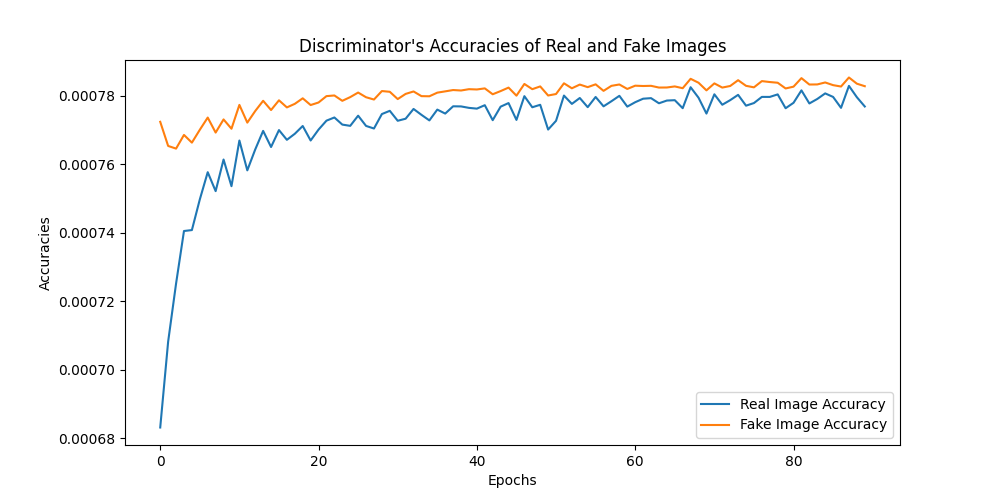 Discriminator's Accuracies of Real and Fake Images
0.00078
0.00076
0.00074
0.00072
0.00070
0.00068
Accuracies
0
20
40
60
80
Epochs
Real Image Accuracy
Fake Image Accuracy